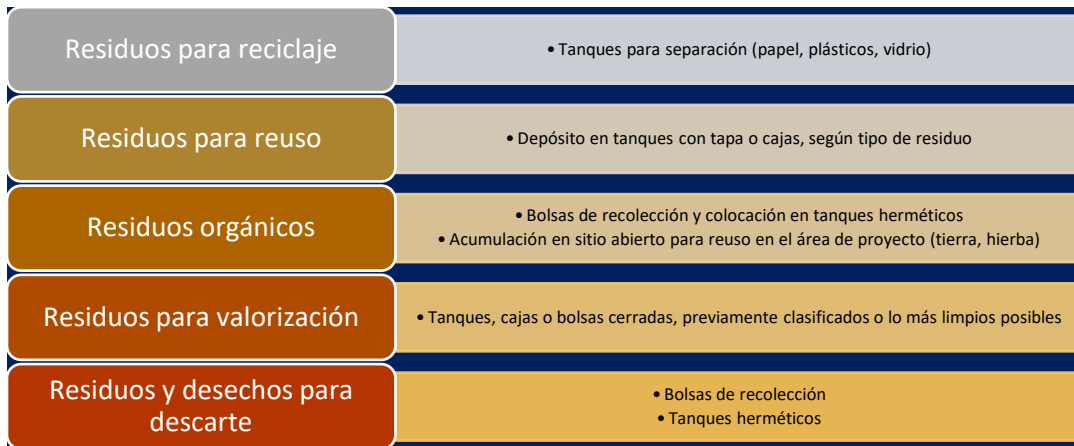 Residuos para reciclaje
• Tanques para separación (papel, plásticos, vidrio)
Residuos para reuso
• Depósito en tanques con tapa o cajas, según tipo de residuo
Residuos orgánicos
• Bolsas de recolección y colocación en tanques herméticos
• Acumulación en sitio abierto para reuso en el área de proyecto (tierra, hierba)
Residuos para valorización
• Tanques, cajas o bolsas cerradas, previamente clasificados o lo más limpios posibles
Residuos y desechos para
descarte
• Bolsas de recolección
• Tanques herméticos